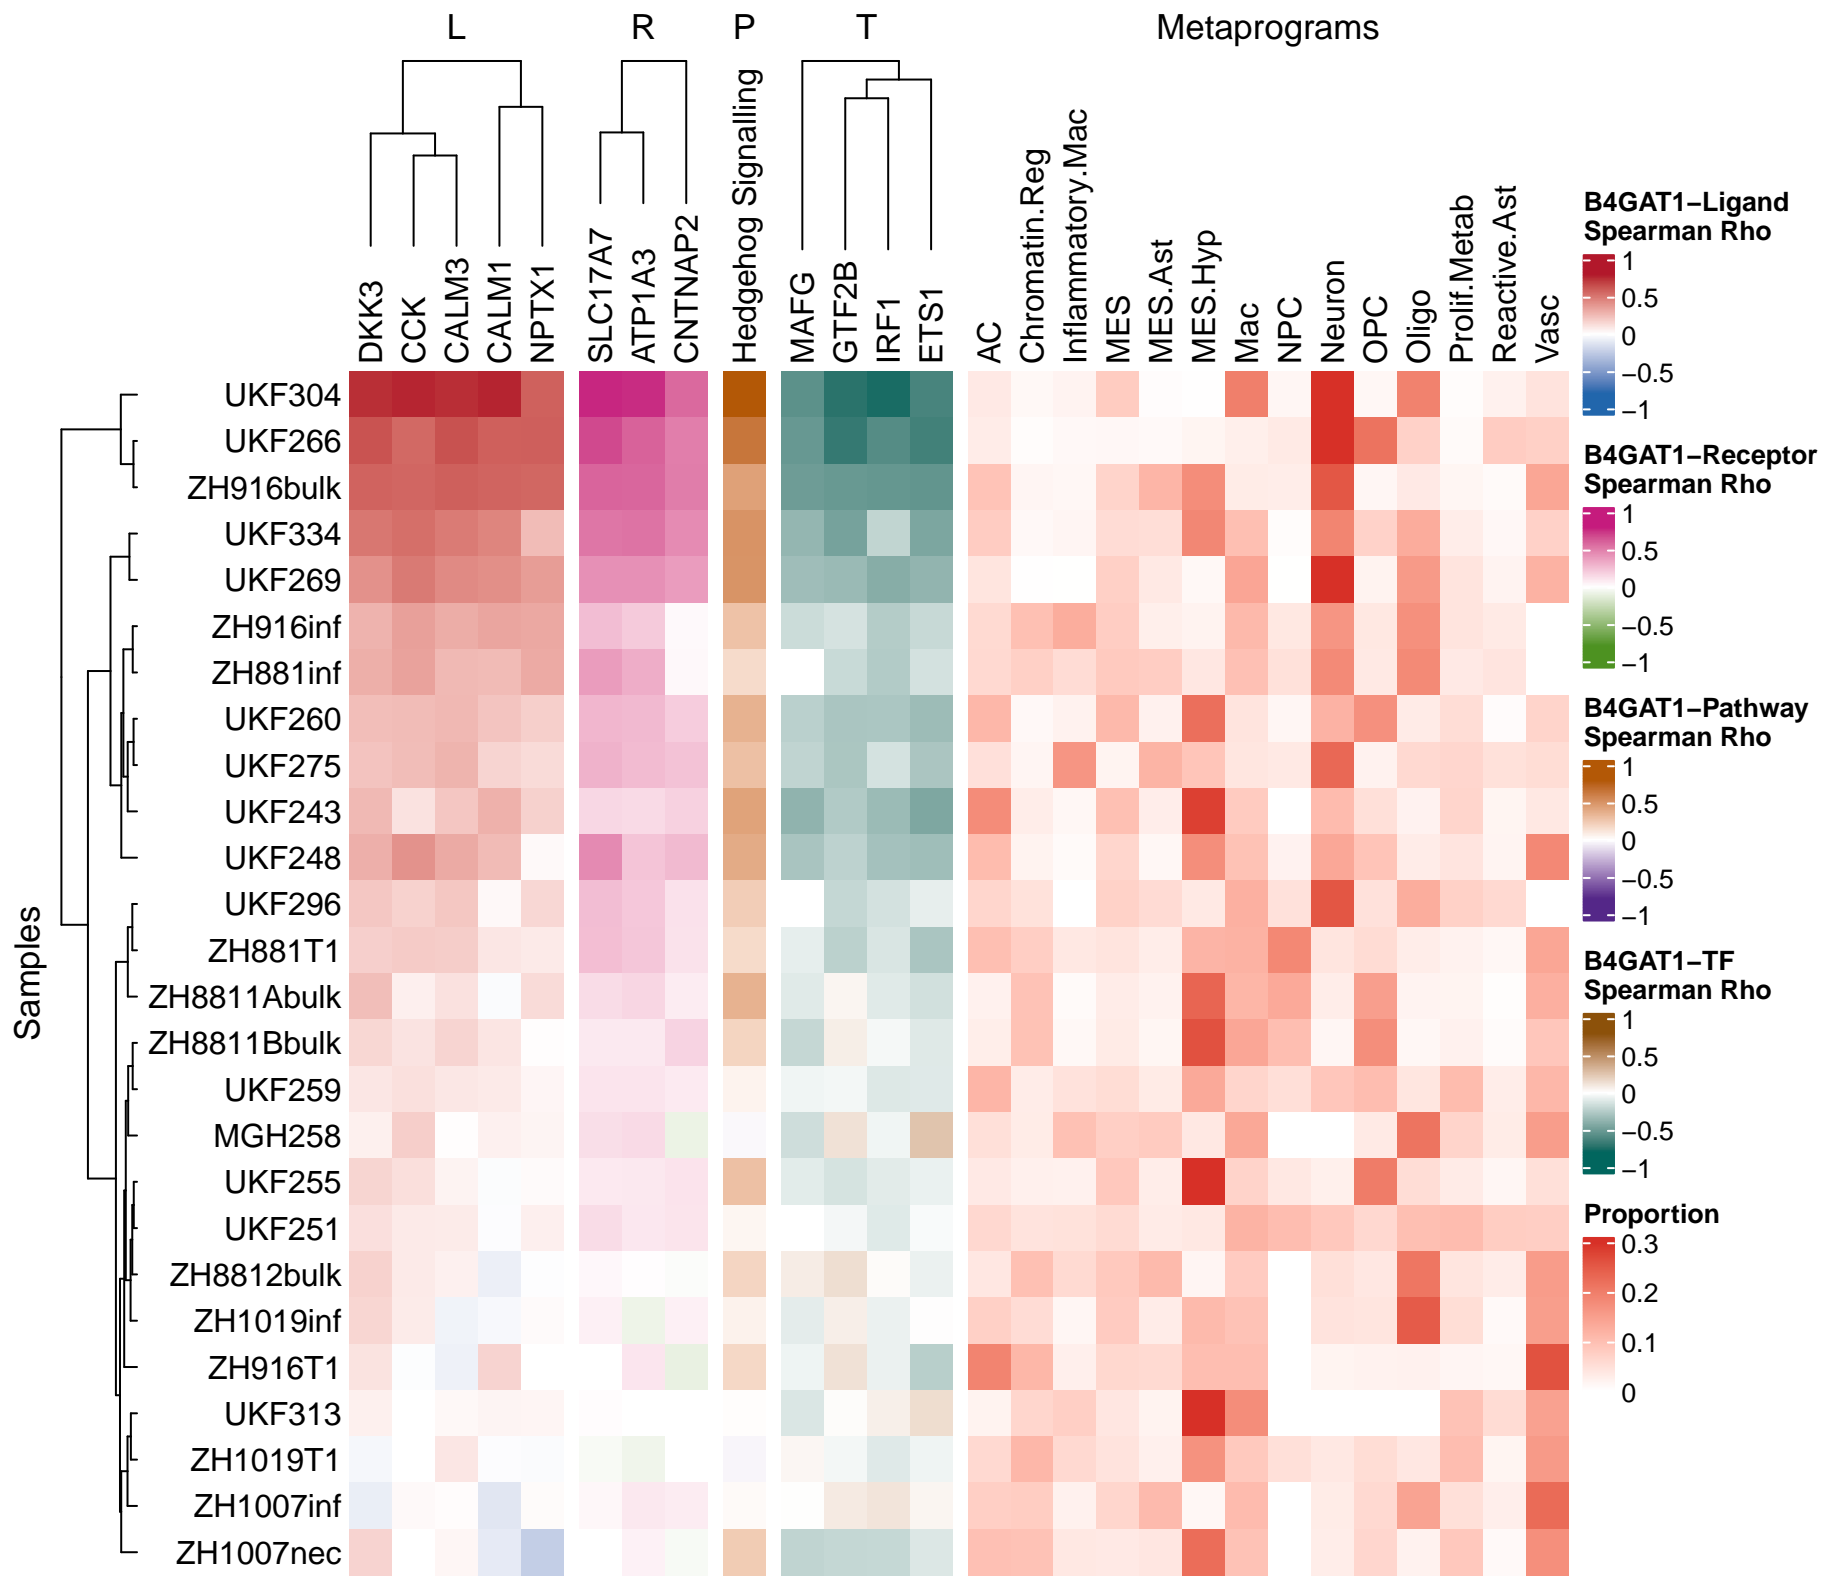 L R P T Metaprograms
DKK3
CCK
CALM3
CALM1
NPTX1
SLC17A7
ATP1A3
CNTNAP2
Hedgehog Signalling
MAFG
GTF2B
IRF1
ETS1
AC
Chromatin.Reg
Inflammatory.Mac
MES
MES.Ast
MES.Hyp
Mac
NPC
Neuron
OPC
Oligo
Prolif.Metab
Reactive.Ast
Vasc
Samples
UKF304
UKF266
ZH916bulk
UKF334
UKF269
ZH916inf
ZH881inf
UKF260
UKF275
UKF243
UKF248
UKF296
ZH881T1
ZH8811Abulk
ZH8811Bbulk
UKF259
MGH258
UKF255
UKF251
ZH8812bulk
ZH1019inf
ZH916T1
UKF313
ZH1019T1
ZH1007inf
ZH1007nec
B4GAT1−Ligand
Spearman Rho
1
0.5
0
−0.5
−1
B4GAT1−Receptor
Spearman Rho
1
0.5
0
−0.5
−1
B4GAT1−Pathway
Spearman Rho
1
0.5
0
−0.5
−1
B4GAT1−TF
Spearman Rho
1
0.5
0
−0.5
−1
Proportion
0.3
0.2
0.1
0